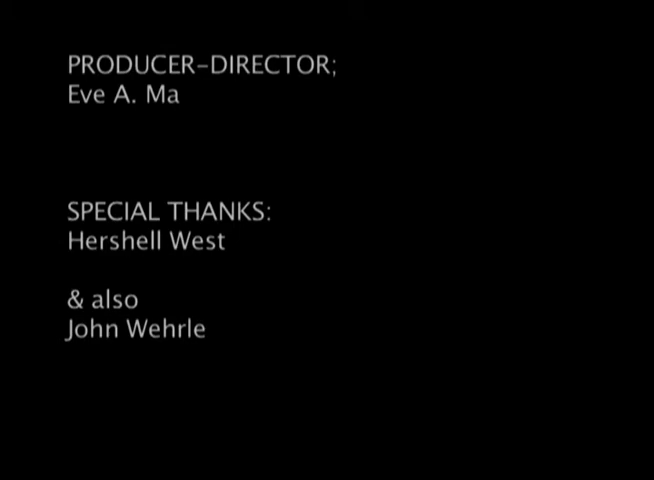 PRODUCER-DIRECTOR;
Eve A. Ma
SPECIAL THANKS:
Hershell West
& also
John Wehrle